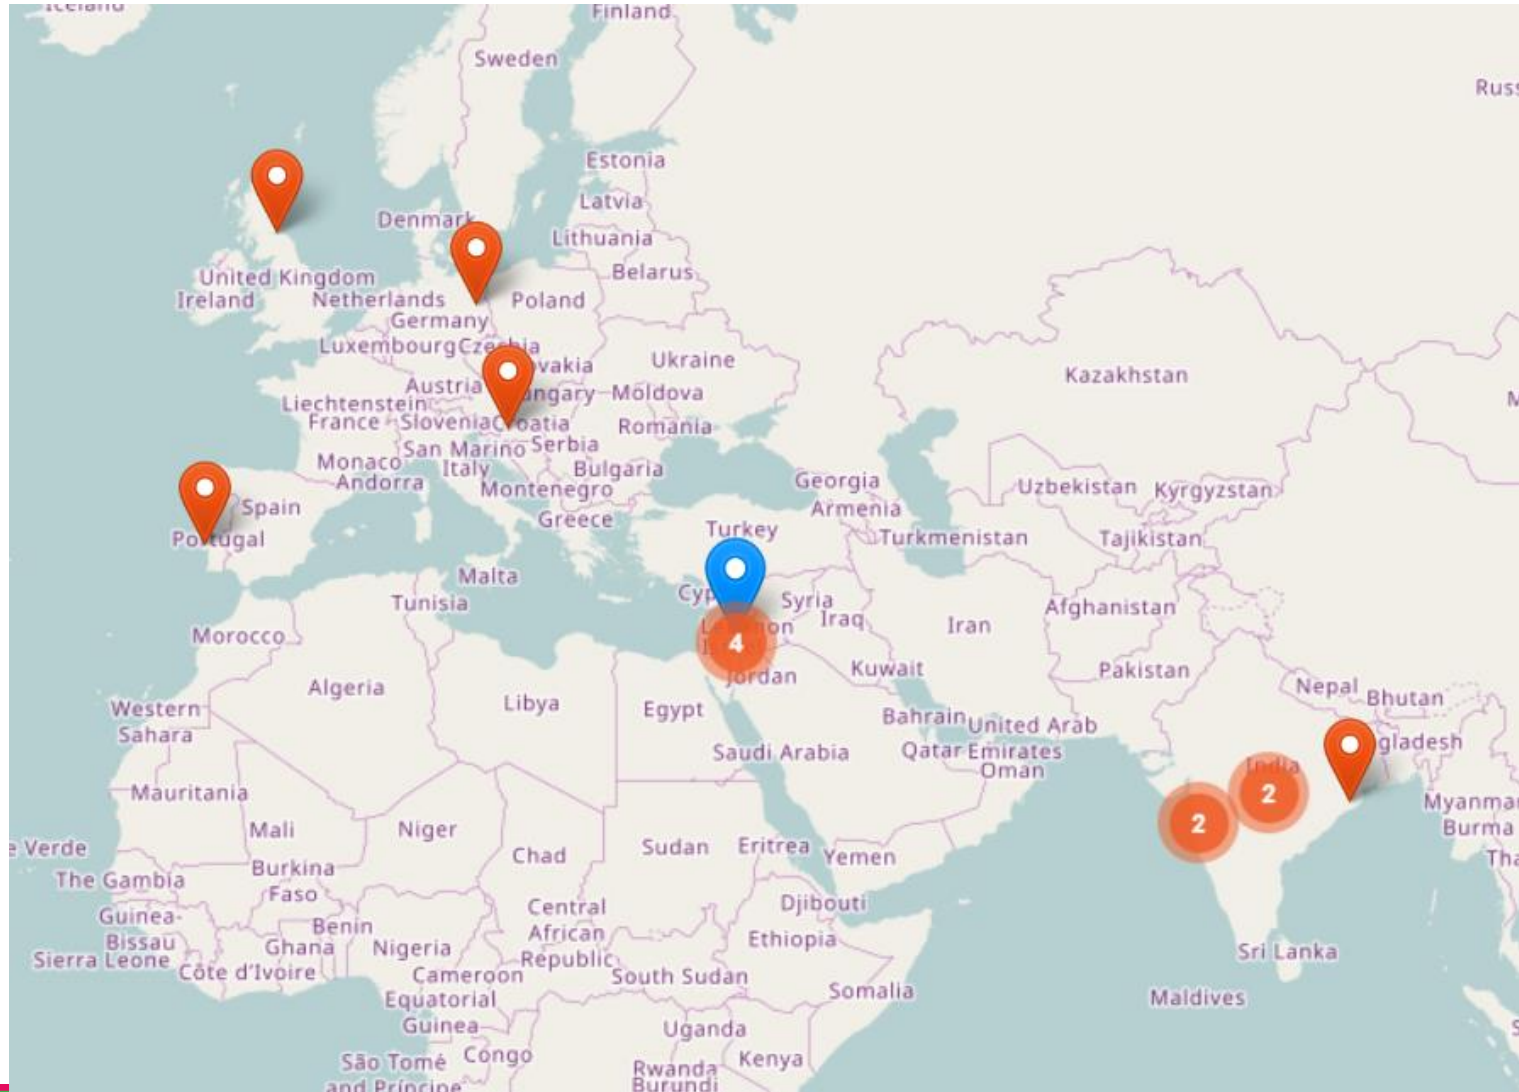 Finland
Sweden
Estonia
Latvia
Denmark
Lithuania
Belarus
United Kingdom
Ireland
Netherlands
Poland
Germany
Luxembourg
Ukraine
Kazakhstan
Austria
Moldova
Liechtenstein
France
Slovenia
Romania
San Marino
Serbia
Monaco
Italy
Bulgaria
Andorra
Montenegro
Georgia
Uzbekistan
Kyrgyzstan
Spain
Armenia
Greece
Turkey
Turkmenistan
Tajikistan
Malta
Tunisia
Syria
Afghanistan
Iraq
Iran
Morocco
4
Jordan
Kuwait
Pakistan
Algeria
Libya
Egypt
Nepal
Bhutan
Western
Sahara
Bahrain
United Arab
Emirates
Qatar
Saudi Arabia
Oman
India
2
2
Mauritania
Mali
Niger
Chad
Sudan
Eritrea
Yemen
Myanmar
Burma
Verde
Burkina
Faso
The Gambia
Guinea-
Bissau
Benin
Ghana
Nigeria
Central
African
Republic
Djibouti
Ethiopia
Sierra Leone
Côte d'Ivoire
Cameroon
South Sudan
Sri Lanka
Equatorial
Guinea
Somalia
Maldives
Uganda
Congo
Kenya
São Tomé
and Príncipe
Rwanda
Burundi